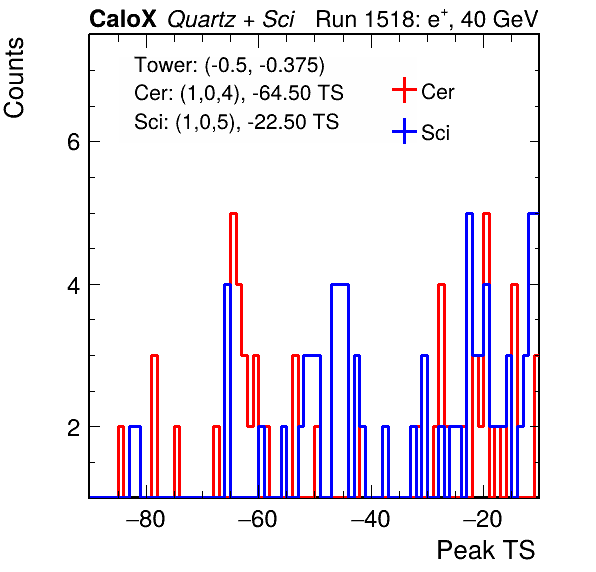 CaloX Quartz + Sci Run 1518: e⁺, 40 GeV
Counts
Tower: (-0.5, -0.375)
Cer: (1,0,4), -64.50 TS
Sci: (1,0,5), -22.50 TS
Cer
Sci
6
4
2
−80 −60 −40 −20
Peak TS